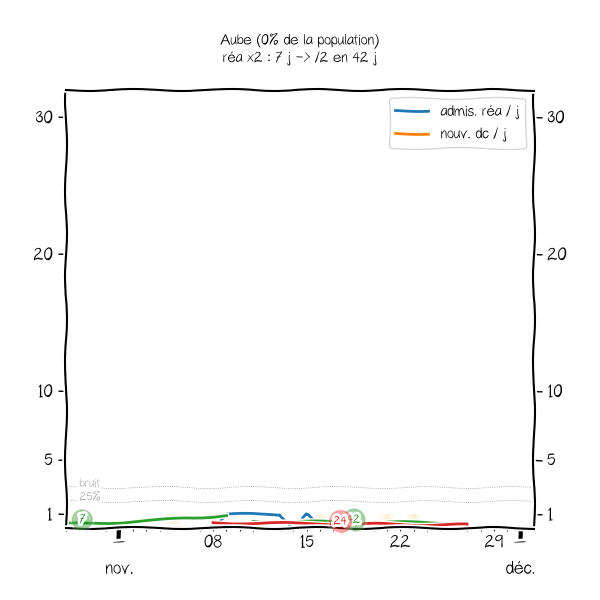 Aube (0% de la population)
réa x2 : 7 j -> /2 en 42 j
admis. réa / j
nouv. dc / j
30
30
20
20
10
10
5
5
bruit
25%
1
1
7
24
08
15
22
29
nov.
déc.